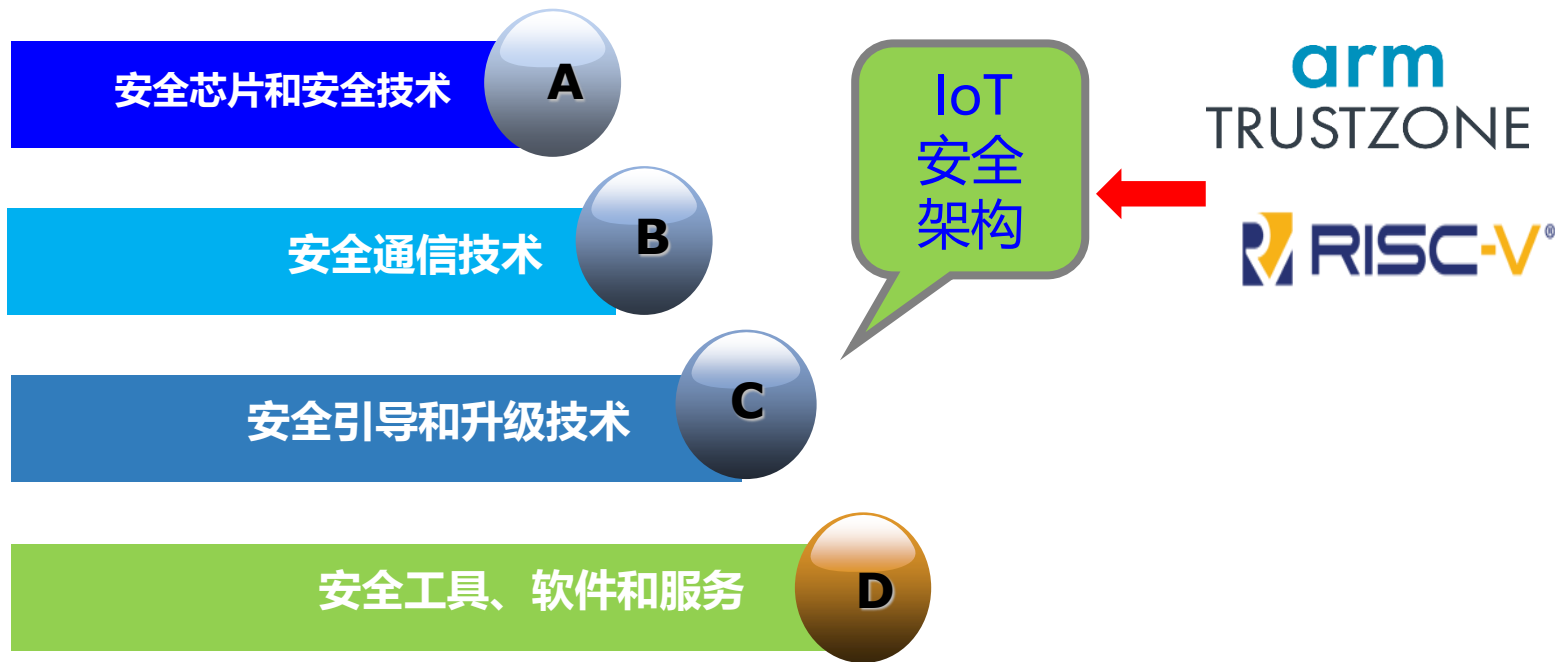 安全芯片和安全技术
A
安全通信技术
B
安全引导和升级技术
C
安全工具、软件和服务
D
IoT
安全
架构
arm
TRUSTZONE
RISC-V®